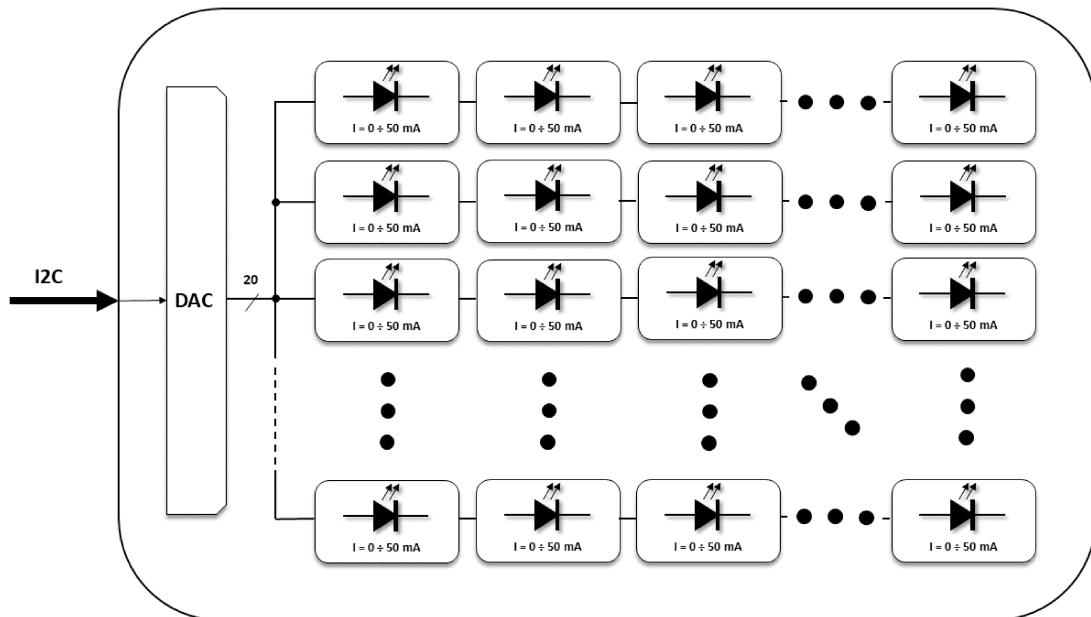 I = 0 ÷ 50 mA
I = 0 ÷ 50 mA
I = 0 ÷ 50 mA
I = 0 ÷ 50 mA
I = 0 ÷ 50 mA
I = 0 ÷ 50 mA
I = 0 ÷ 50 mA
I = 0 ÷ 50 mA
I2C
DAC
20
I = 0 ÷ 50 mA
I = 0 ÷ 50 mA
I = 0 ÷ 50 mA
I = 0 ÷ 50 mA
I = 0 ÷ 50 mA
I = 0 ÷ 50 mA
I = 0 ÷ 50 mA
I = 0 ÷ 50 mA